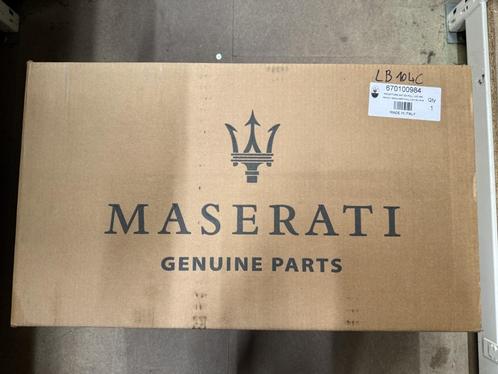 LB 104C
670100984
Qty
1
MADE IN ITALY
MASERATI
GENUINE PARTS